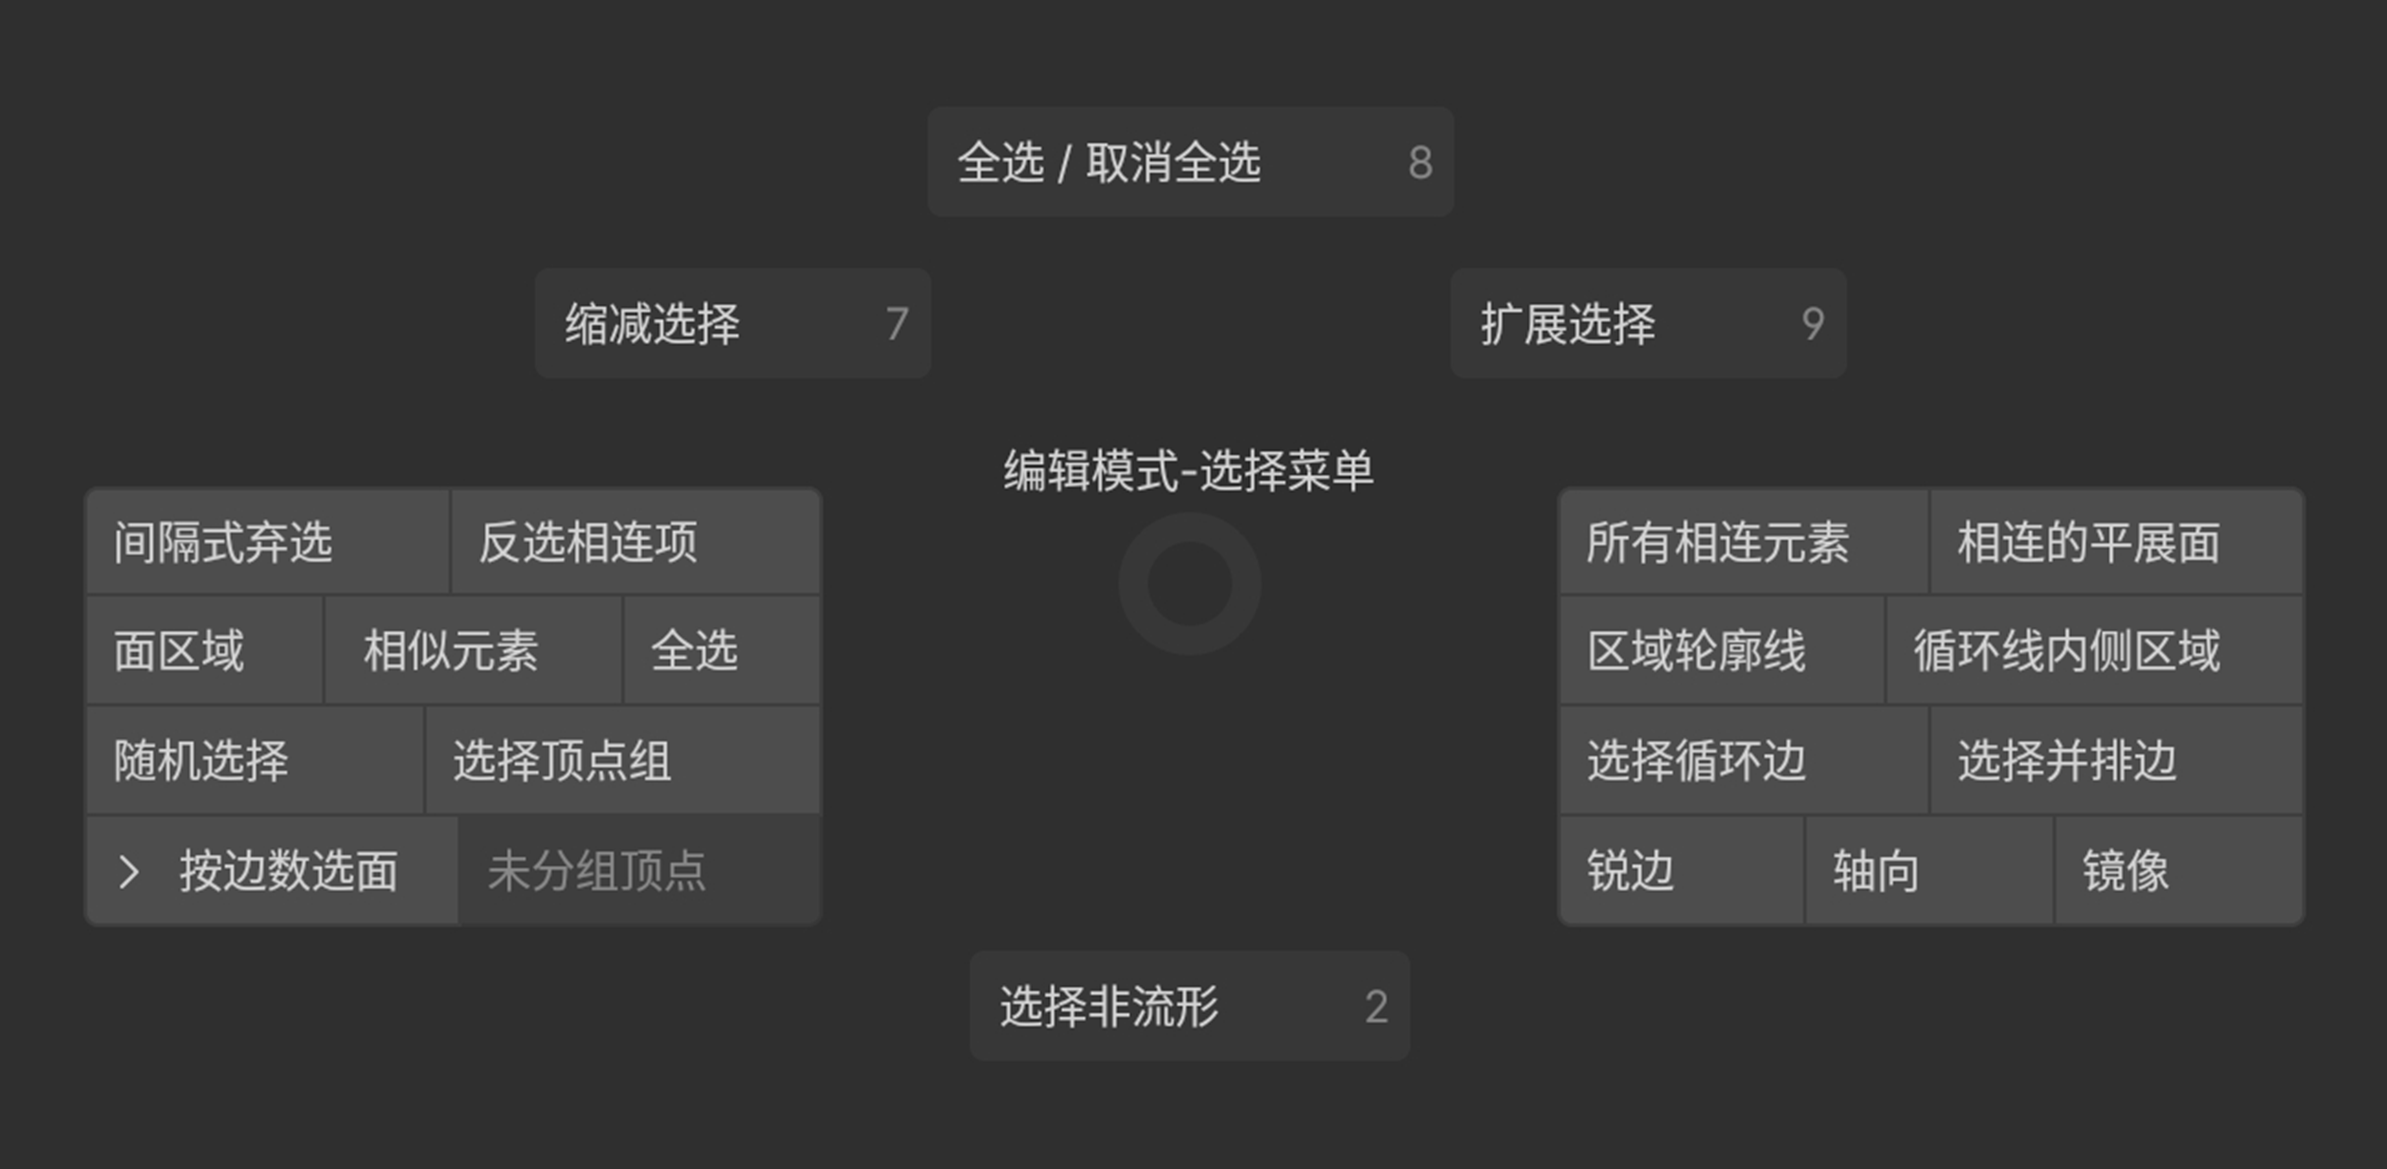 全选 / 取消全选 8
缩减选择 7
扩展选择 9
编辑模式-选择菜单
间隔式弃选 反选相连项
面区域 相似元素 全选
随机选择 选择顶点组
> 按边数选面 未分组顶点
所有相连元素 相连的平展面
区域轮廓线 循环线内侧区域
选择循环边 选择并排边
锐边 轴向 镜像
选择非流形 2